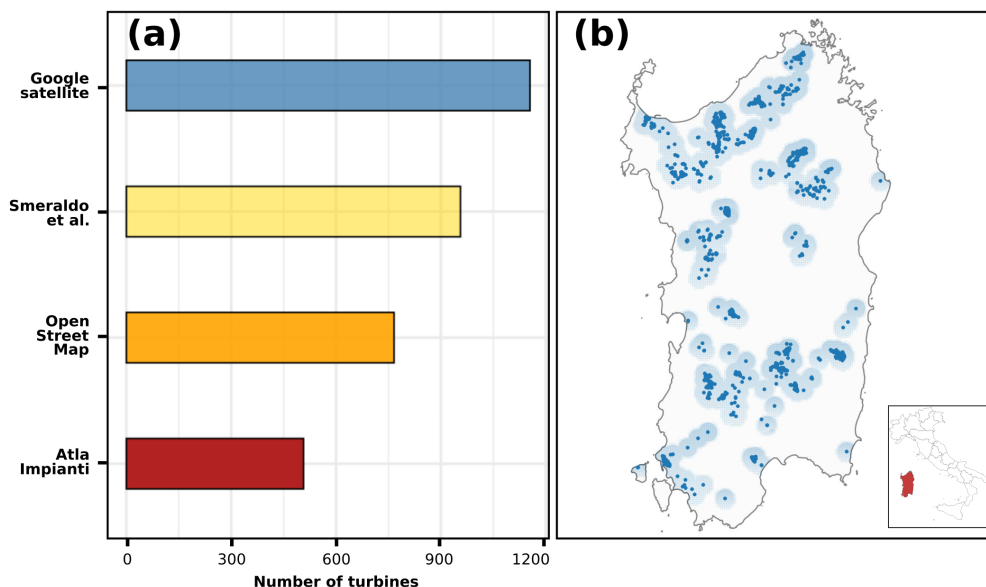 (a)
Google
satellite
Smeraldo
et al.
Open
Street
Map
Atla
Impianti
0 300 600 900 1200
Number of turbines
(b)